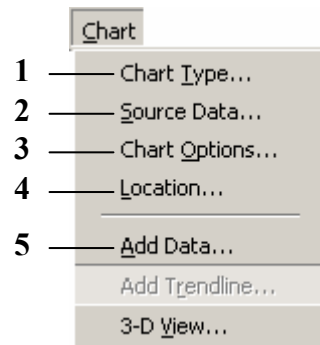 Chart
1 Chart Type...
2 Source Data...
3 Chart Options...
4 Location...
5 Add Data...
Add Trendline...
3-D View...